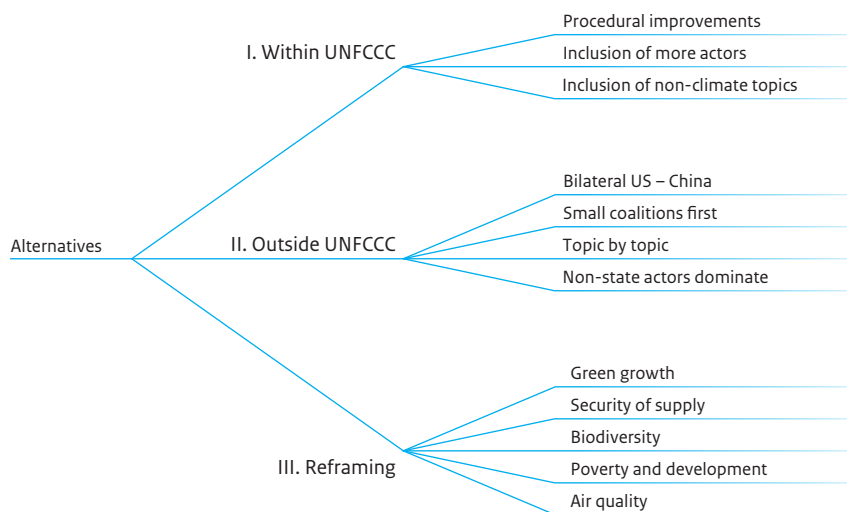 Alternatives
I. Within UNFCCC
Procedural improvements
Inclusion of more actors
Inclusion of non-climate topics
II. Outside UNFCCC
Bilateral US – China
Small coalitions first
Topic by topic
Non-state actors dominate
III. Reframing
Green growth
Security of supply
Biodiversity
Poverty and development
Air quality